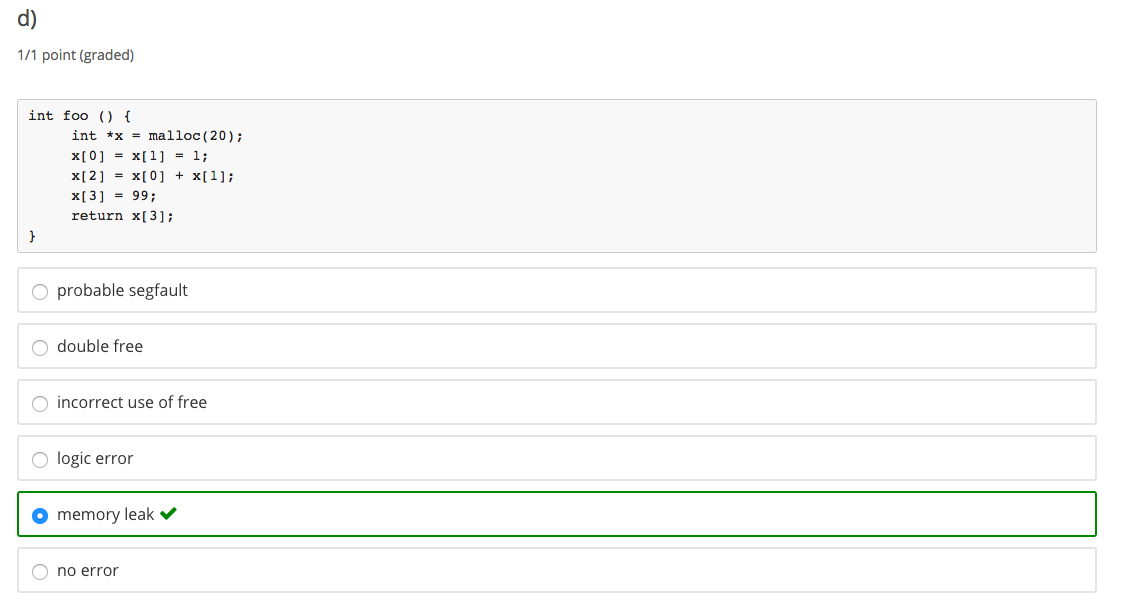 d)
1/1 point (graded)
int foo () {
     int *x = malloc(20);
     x[0] = x[1] = 1;
     x[2] = x[0] + x[1];
     x[3] = 99;
     return x[3];
}
probable segfault
double free
incorrect use of free
logic error
memory leak
no error